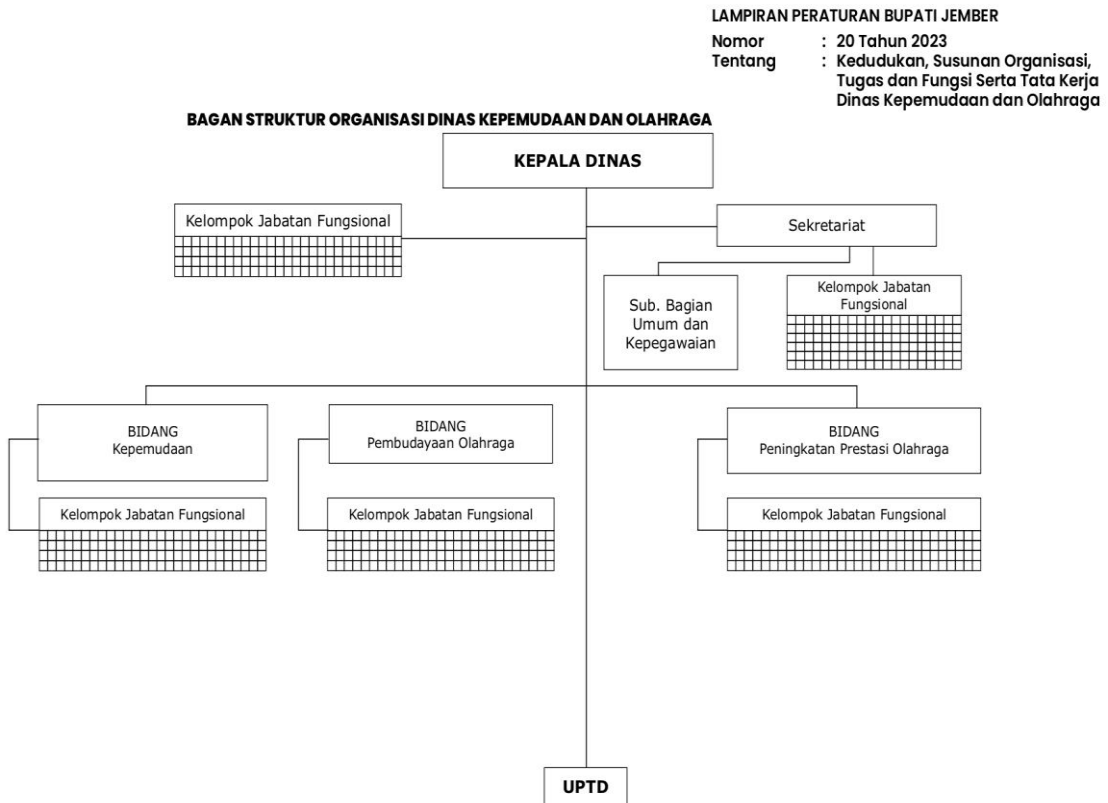 LAMPIRAN PERATURAN BUPATI JEMBER
Nomor : 20 Tahun 2023
Tentang : Kedudukan, Susunan Organisasi,
Tugas dan Fungsi Serta Tata Kerja
Dinas Kepemudaan dan Olahraga
BAGAN STRUKTUR ORGANISASI DINAS KEPEMUDAAN DAN OLAHRAGA
KEPALA DINAS
Kelompok Jabatan Fungsional
Sekretariat
Sub. Bagian
Umum dan
Kepegawaian
Kelompok Jabatan
Fungsional
BIDANG
Kepemudaan
BIDANG
Pembudayaan Olahraga
BIDANG
Peningkatan Prestasi Olahraga
Kelompok Jabatan Fungsional
Kelompok Jabatan Fungsional
Kelompok Jabatan Fungsional
UPTD